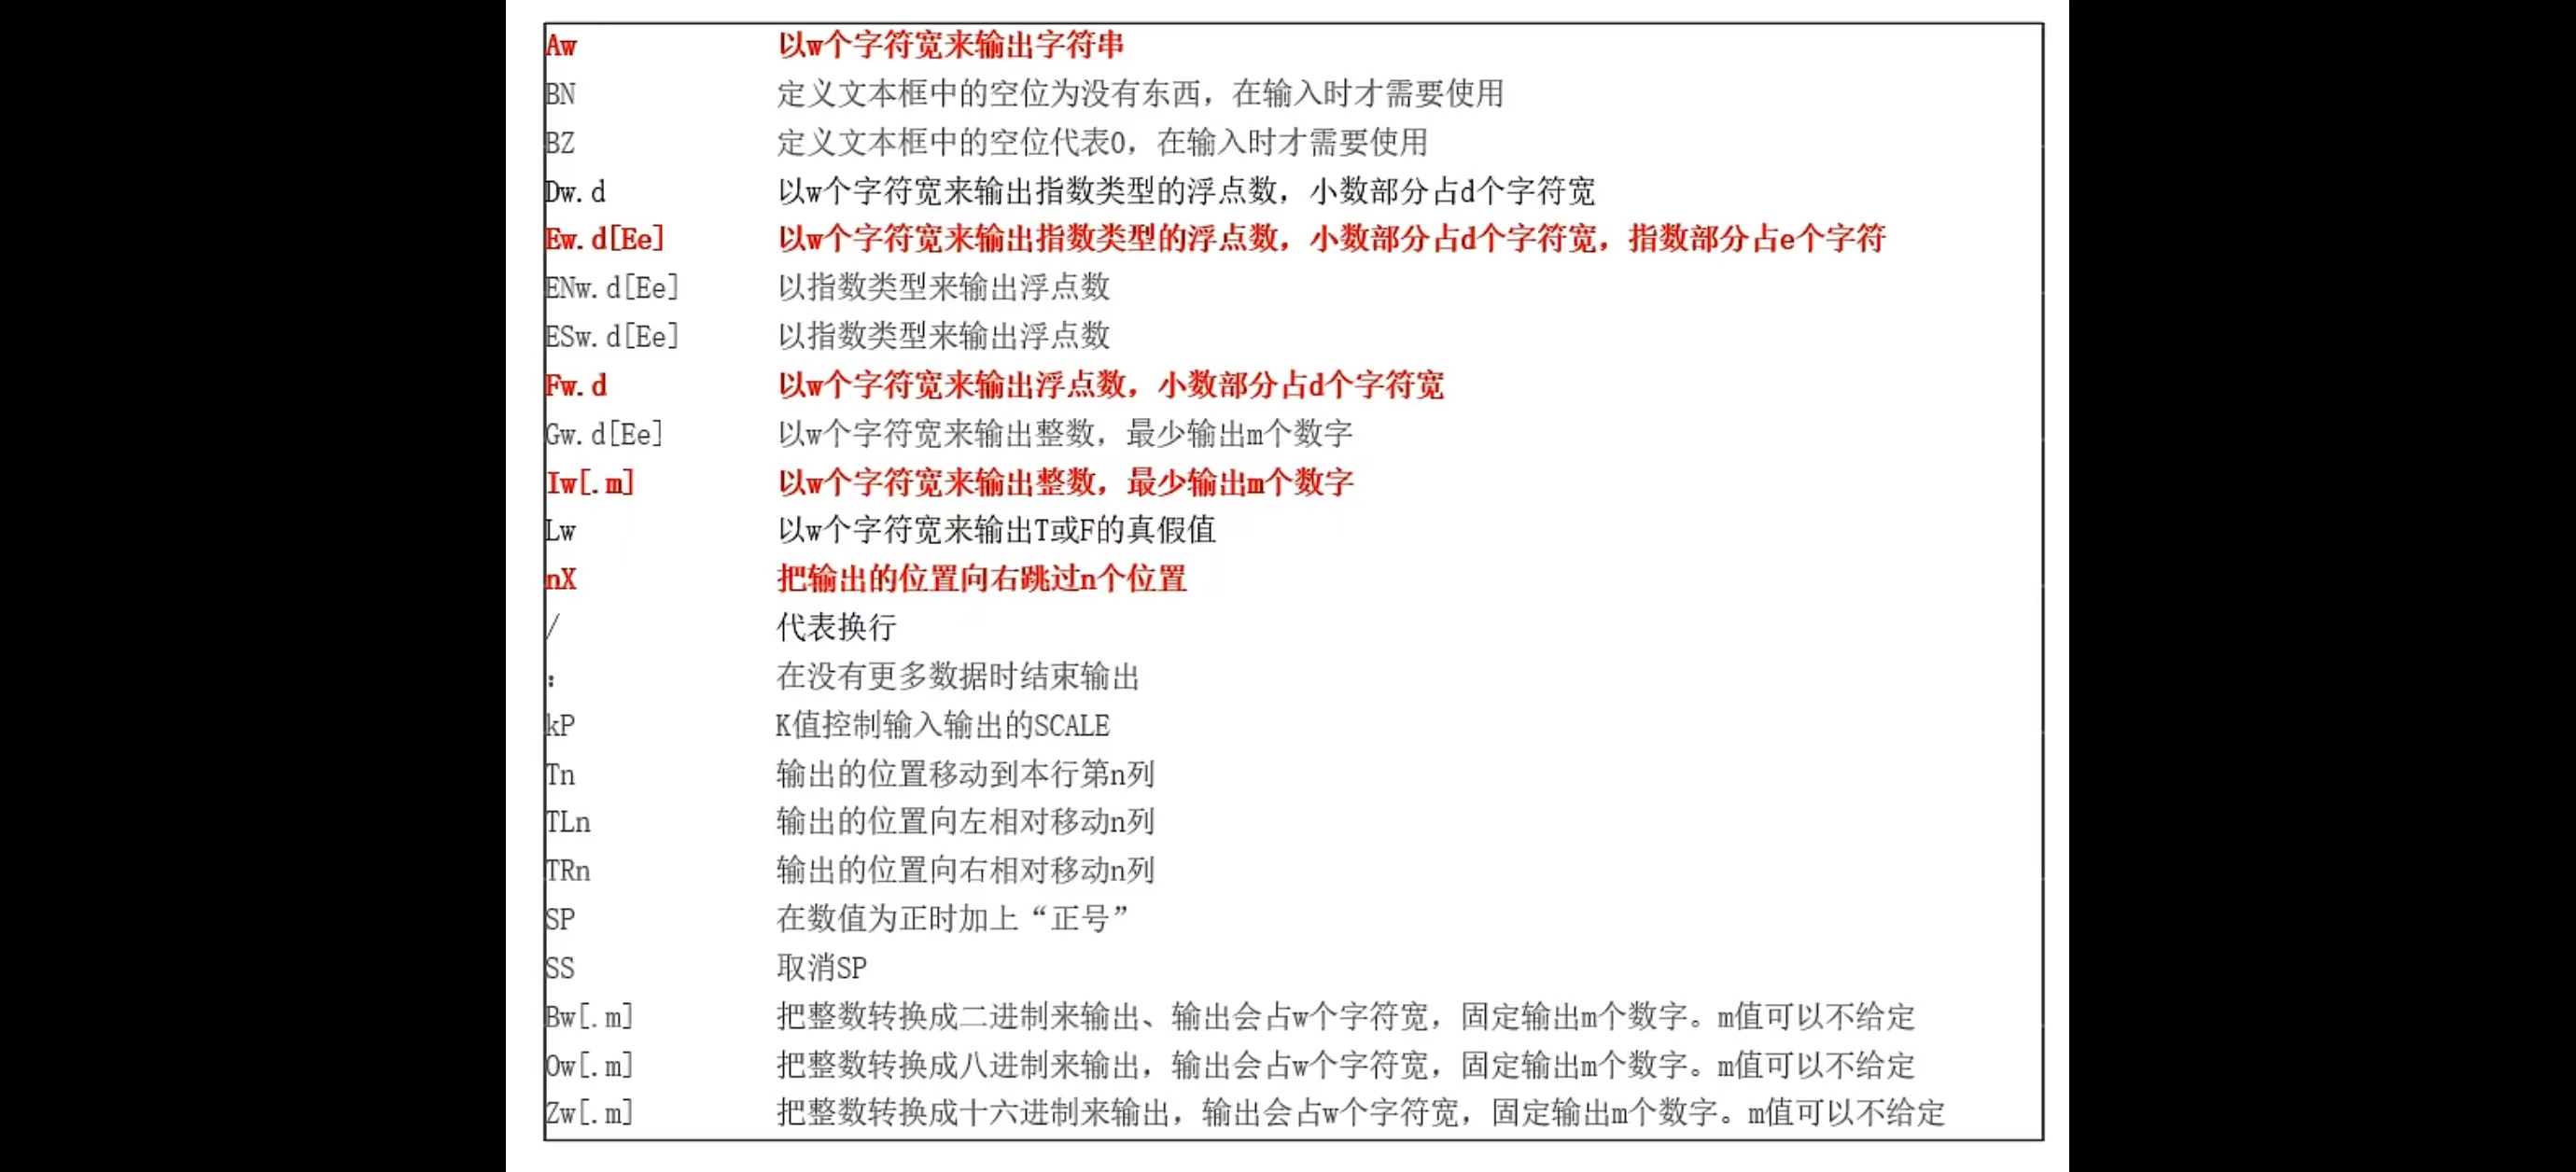 Aw 以w个字符宽来输出字符串
BN 定义文本框中的空位为没有东西，在输入时才需要使用
BZ 定义文本框中的空位代表0，在输入时才需要使用
Dw.d 以w个字符宽来输出指数类型的浮点数，小数部分占d个字符宽
Ew.d[Ee] 以w个字符宽来输出指数类型的浮点数，小数部分占d个字符宽，指数部分占e个字符
ENw.d[Ee] 以指数类型来输出浮点数
ESw.d[Ee] 以指数类型来输出浮点数
Fw.d 以w个字符宽来输出浮点数，小数部分占d个字符宽
Gw.d[Ee] 以w个字符宽来输出整数，最少输出m个数字
Iw[.m] 以w个字符宽来输出整数，最少输出m个数字
Lw 以w个字符宽来输出T或F的真假值
nX 把输出的位置向右跳过n个位置
/ 代表换行
: 在没有更多数据时结束输出
kP K值控制输入输出的SCALE
Tn 输出的位置移动到本行第n列
TLn 输出的位置向左相对移动n列
TRn 输出的位置向右相对移动n列
SP 在数值为正时加上“正号”
SS 取消SP
Bw[.m] 把整数转换成二进制来输出、输出会占w个字符宽，固定输出m个数字。m值可以不给定
Ow[.m] 把整数转换成八进制来输出，输出会占w个字符宽，固定输出m个数字。m值可以不给定
Zw[.m] 把整数转换成十六进制来输出，输出会占w个字符宽，固定输出m个数字。m值可以不给定